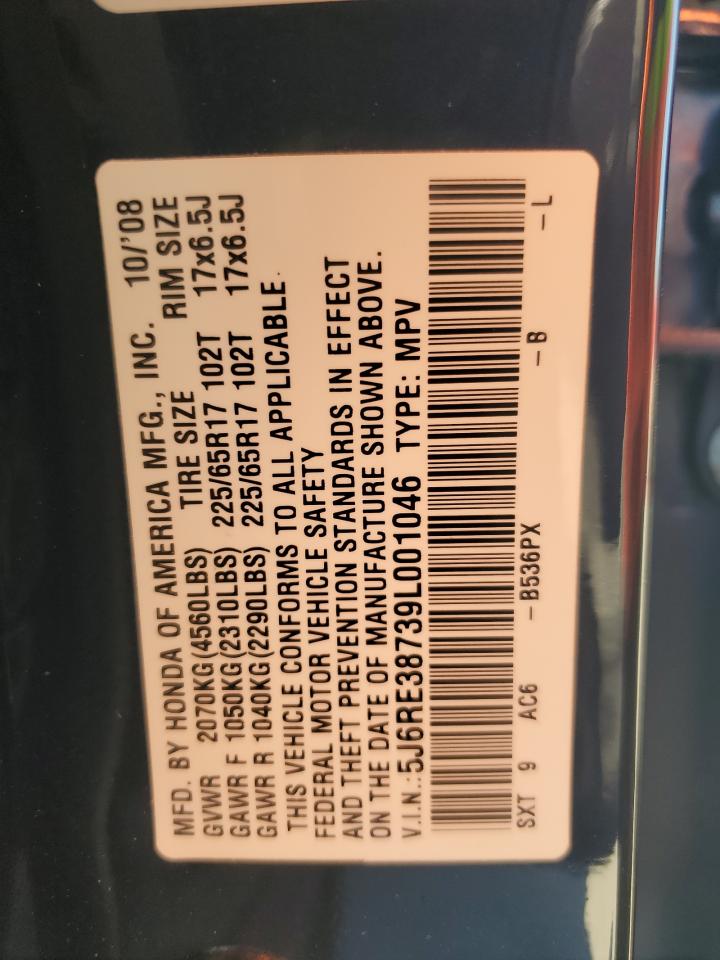 MFD. BY HONDA OF AMERICA MFG., INC. 10/'08
GVWR 2070KG(4560LBS) TIRE SIZE RIM SIZE
GAWR F 1050KG(2310LBS) 225/65R17 102T 17x6.5J
GAWR R 1040KG(2290LBS) 225/65R17 102T 17x6.5J
THIS VEHICLE CONFORMS TO ALL APPLICABLE
FEDERAL MOTOR VEHICLE SAFETY
AND THEFT PREVENTION STANDARDS IN EFFECT
ON THE DATE OF MANUFACTURE SHOWN ABOVE.
V.I.N.:5J6RE38739L001046 TYPE: MPV
SXT 9 AC6 -B536PX -B -L